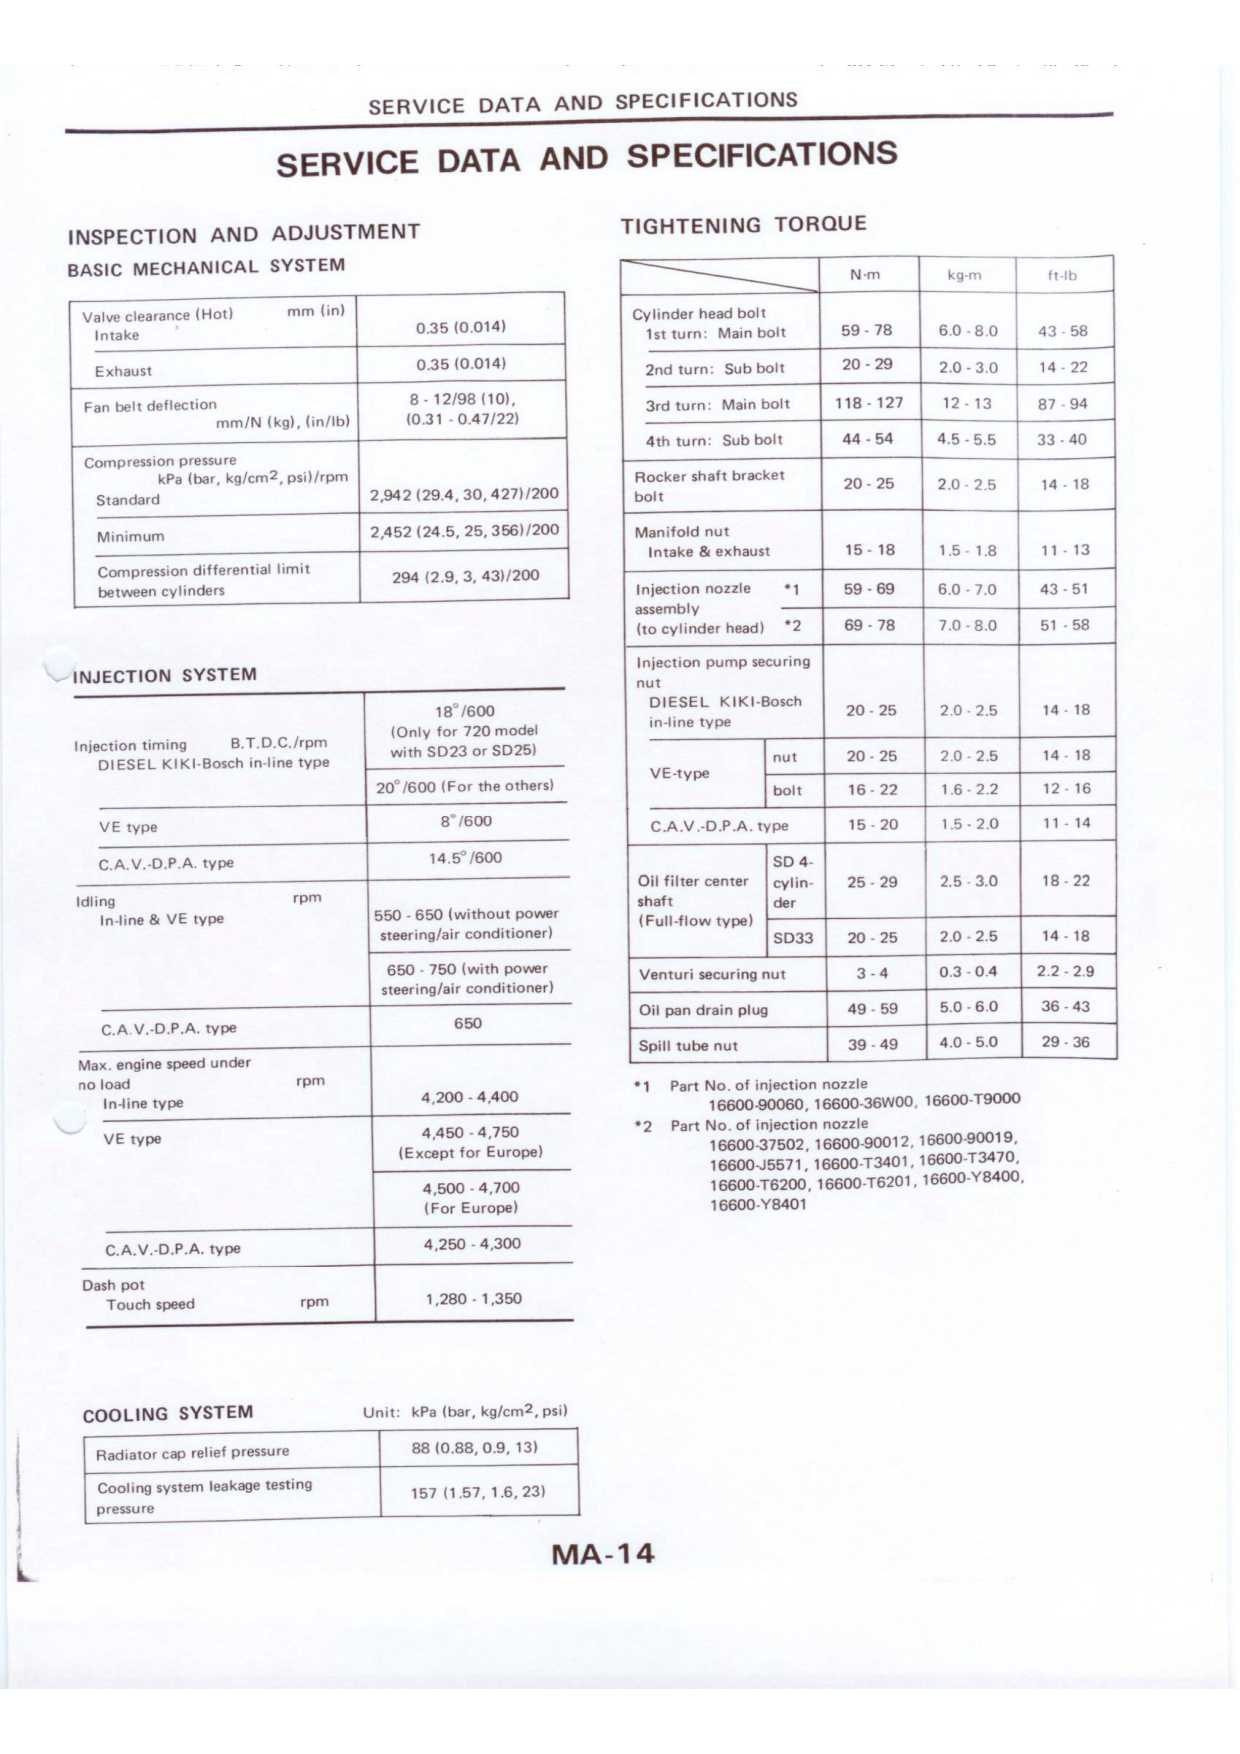 SERVICE DATA AND SPECIFICATIONS
SERVICE DATA AND SPECIFICATIONS
INSPECTION AND ADJUSTMENT
BASIC MECHANICAL SYSTEM
Valve clearance (Hot) mm (in)
Intake 0.35 (0.014)
Exhaust 0.35 (0.014)
Fan belt deflection 8 - 12/98 (10),
mm/N (kg), (in/lb) (0.31 - 0.47/22)
Compression pressure
kPa (bar, kg/cm2, psi)/rpm
Standard 2,942 (29.4, 30, 427)/200
Minimum 2,452 (24.5, 25, 356)/200
Compression differential limit
between cylinders 294 (2.9, 3, 43)/200
INJECTION SYSTEM
18°/600
(Only for 720 model
Injection timing B.T.D.C./rpm with SD23 or SD25)
DIESEL KIKI-Bosch in-line type
20°/600 (For the others)
VE type 8°/600
C.A.V.-D.P.A. type 14.5°/600
Idling rpm
In-line & VE type 550 - 650 (without power
steering/air conditioner)
650 - 750 (with power
steering/air conditioner)
C.A.V.-D.P.A. type 650
Max. engine speed under
no load rpm
In-line type 4,200 - 4,400
VE type 4,450 - 4,750
(Except for Europe)
4,500 - 4,700
(For Europe)
C.A.V.-D.P.A. type 4,250 - 4,300
Dash pot
Touch speed rpm 1,280 - 1,350
COOLING SYSTEM Unit: kPa (bar, kg/cm2, psi)
Radiator cap relief pressure 88 (0.88, 0.9, 13)
Cooling system leakage testing
pressure 157 (1.57, 1.6, 23)
TIGHTENING TORQUE
N·m kg-m ft-lb
Cylinder head bolt
1st turn: Main bolt 59 - 78 6.0 - 8.0 43 - 58
2nd turn: Sub bolt 20 - 29 2.0 - 3.0 14 - 22
3rd turn: Main bolt 118 - 127 12 - 13 87 - 94
4th turn: Sub bolt 44 - 54 4.5 - 5.5 33 - 40
Rocker shaft bracket
bolt 20 - 25 2.0 - 2.5 14 - 18
Manifold nut
Intake & exhaust 15 - 18 1.5 - 1.8 11 - 13
Injection nozzle *1 59 - 69 6.0 - 7.0 43 - 51
assembly
(to cylinder head) *2 69 - 78 7.0 - 8.0 51 - 58
Injection pump securing
nut
DIESEL KIKI-Bosch
in-line type 20 - 25 2.0 - 2.5 14 - 18
VE-type nut 20 - 25 2.0 - 2.5 14 - 18
bolt 16 - 22 1.6 - 2.2 12 - 16
C.A.V.-D.P.A. type 15 - 20 1.5 - 2.0 11 - 14
SD 4-
Oil filter center cylin- 25 - 29 2.5 - 3.0 18 - 22
shaft der
(Full-flow type)
SD33 20 - 25 2.0 - 2.5 14 - 18
Venturi securing nut 3 - 4 0.3 - 0.4 2.2 - 2.9
Oil pan drain plug 49 - 59 5.0 - 6.0 36 - 43
Spill tube nut 39 - 49 4.0 - 5.0 29 - 36
*1 Part No. of injection nozzle
16600-90060, 16600-36W00, 16600-T9000
*2 Part No. of injection nozzle
16600-37502, 16600-90012, 16600-90019,
16600-J5571, 16600-T3401, 16600-T3470,
16600-T6200, 16600-T6201, 16600-Y8400,
16600-Y8401
MA-14